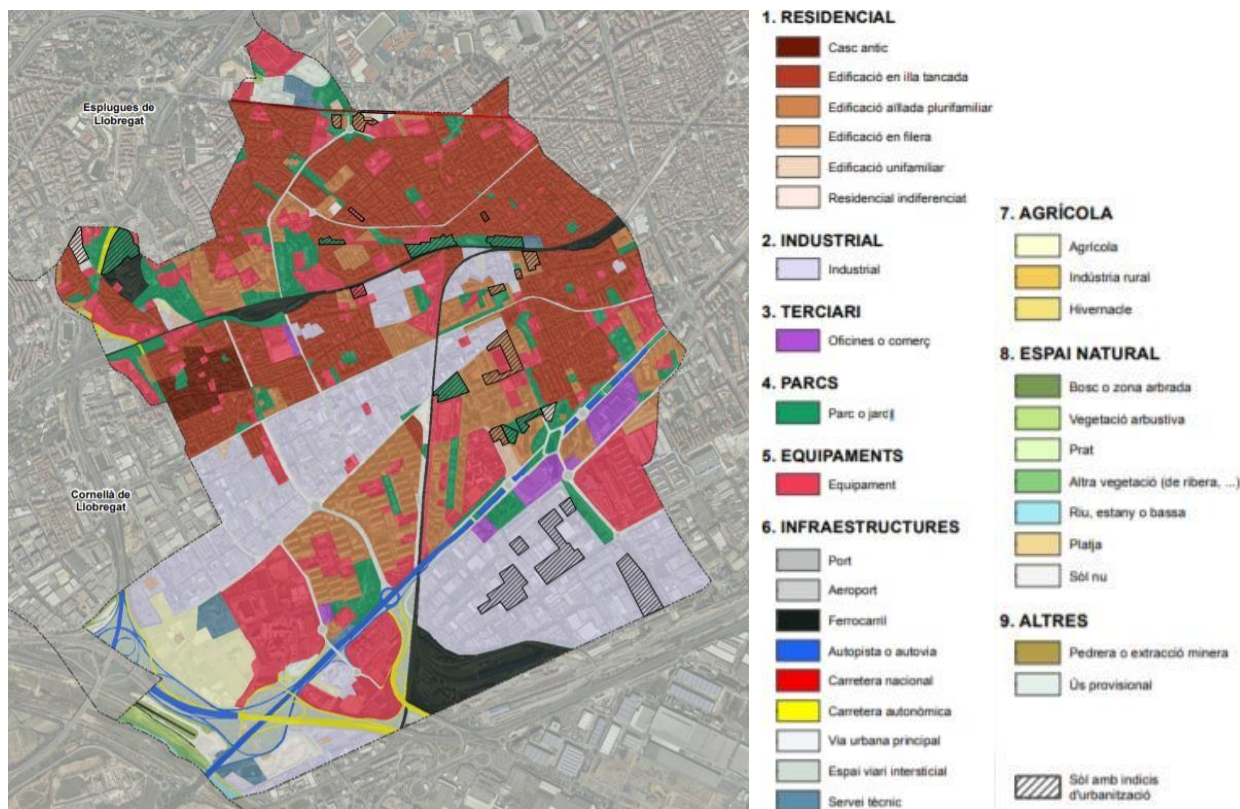 Esplugues de
Llobregat
Cornellà de
Llobregat
1. RESIDENCIAL
Casc antic
Edificació en illa tancada
Edificació aïllada plurifamiliar
Edificació en filera
Edificació unifamiliar
Residencial indiferenciat
2. INDUSTRIAL
Industrial
3. TERCIARI
Oficines o comerç
4. PARCS
Parc o jardí
5. EQUIPAMENTS
Equipament
6. INFRAESTRUCTURES
Port
Aeroport
Ferrocarril
Autopista o autovia
Carretera nacional
Carretera autonòmica
Via urbana principal
Espai viari intersticial
Servei tècnic
7. AGRÍCOLA
Agrícola
Indústria rural
Hivernacle
8. ESPAI NATURAL
Bosc o zona arbrada
Vegetació arbustiva
Prat
Altra vegetació (de ribera, ...)
Riu, estany o bassa
Platja
Sòl nu
9. ALTRES
Pedrera o extracció minera
Ús provisional
Sòl amb indicis
d'urbanització